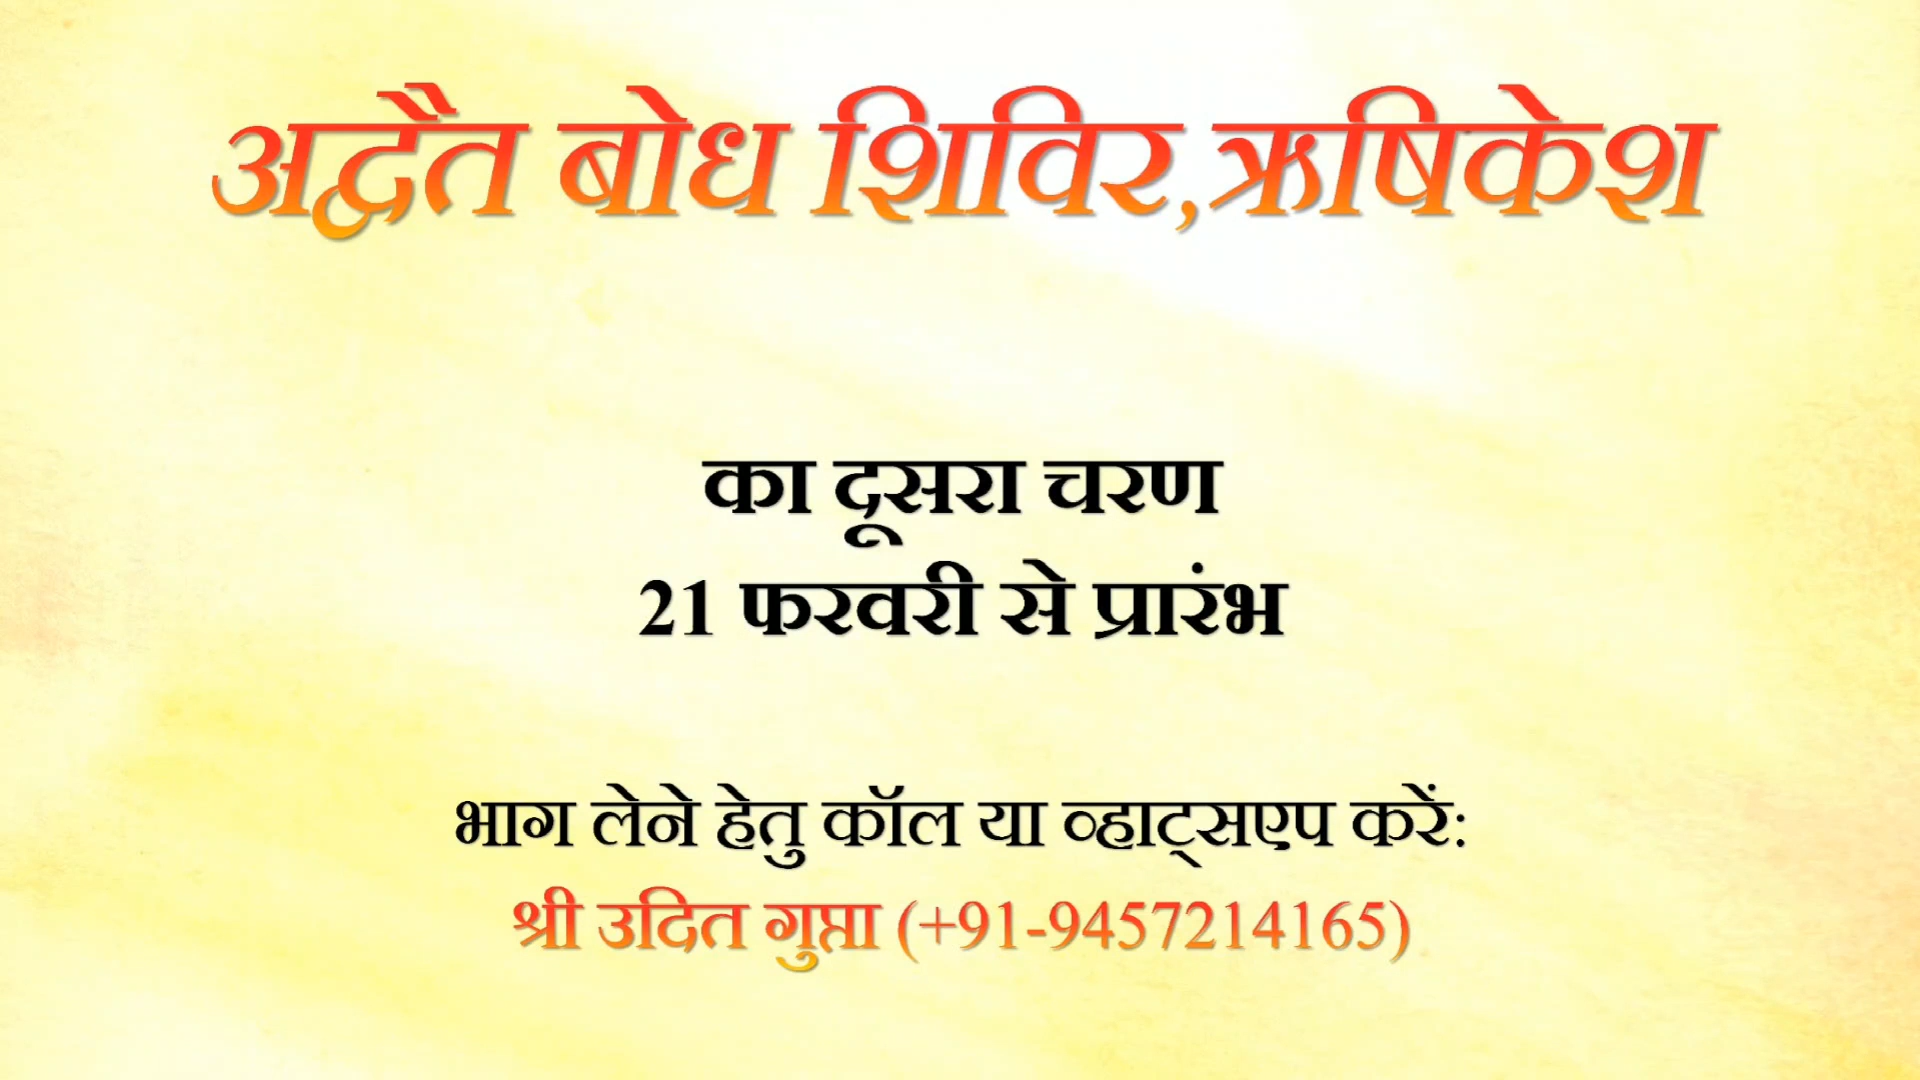 अद्वैत बोध शिविर,ऋषिकेश
का दूसरा चरण
21 फरवरी से प्रारंभ
भाग लेने हेतु कॉल या व्हाट्सएप करें:
श्री उदित गुप्ता (+91-9457214165)